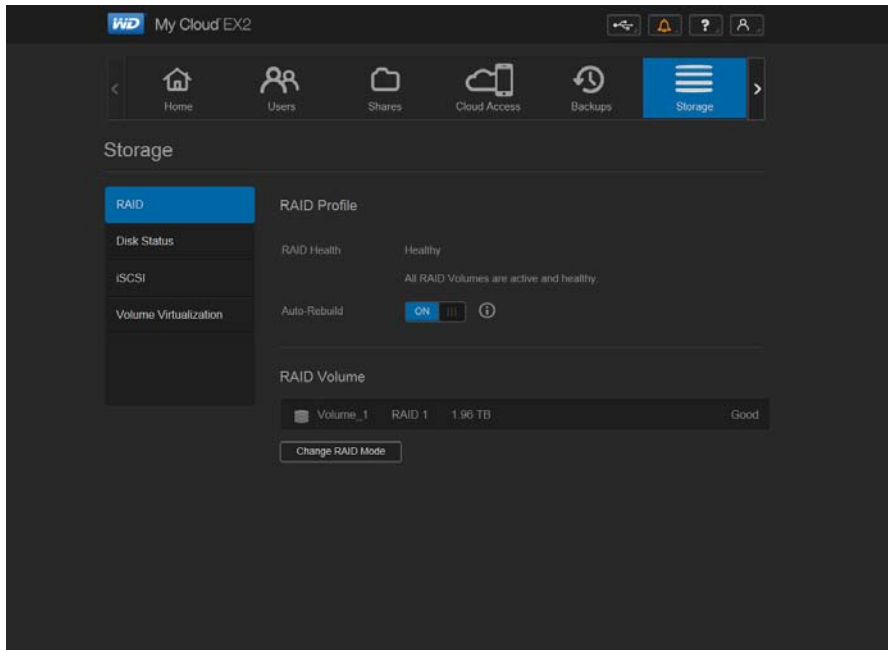 WD My Cloud EX2 ?
Home Users Shares Cloud Access Backups Storage
Storage
RAID
Disk Status
iSCSI
Volume Virtualization
RAID Profile
RAID Health Healthy
All RAID Volumes are active and healthy.
Auto-Rebuild ON
RAID Volume
Volume_1 RAID 1 1.96 TB Good
Change RAID Mode